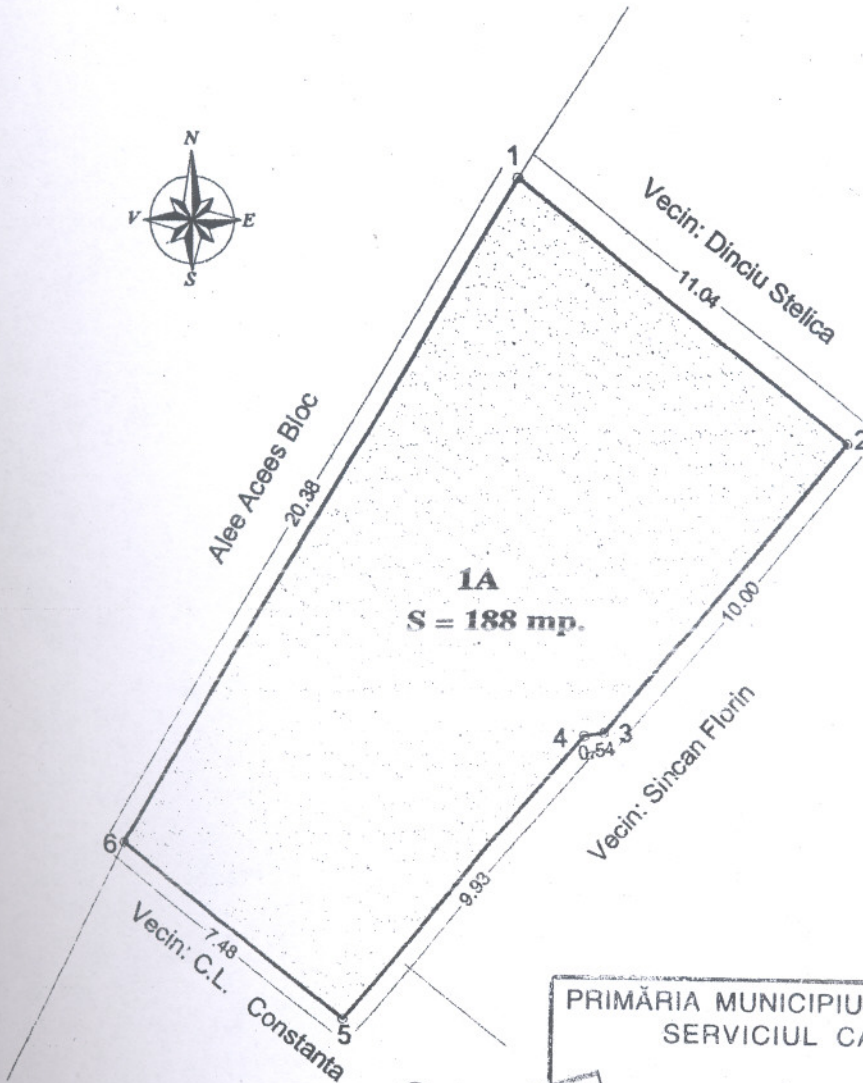 N
V E
S
1
Vecin: Dinciu Stelica
11.04
2
Alee Acees Bloc
20.38
1A
S = 188 mp.
10.00
4 3
0.54
Vecin: Sincan Florin
6
9.93
7.48
Vecin: C.L. Constanta
5
PRIMĂRIA MUNICIPIU
SERVICIUL CA